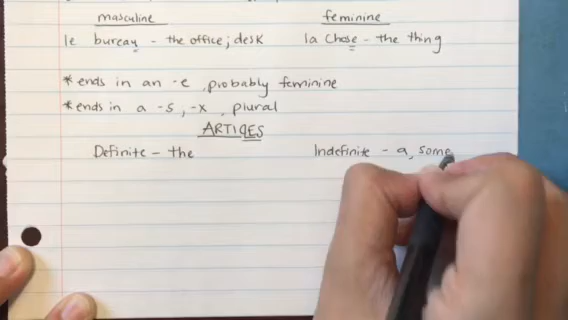 masculine feminine
le bureau - the office; desk la chose - the thing
*ends in an -e, probably feminine
*ends in a -s, -x, plural
ARTICLES
Definite - the Indefinite - a, some